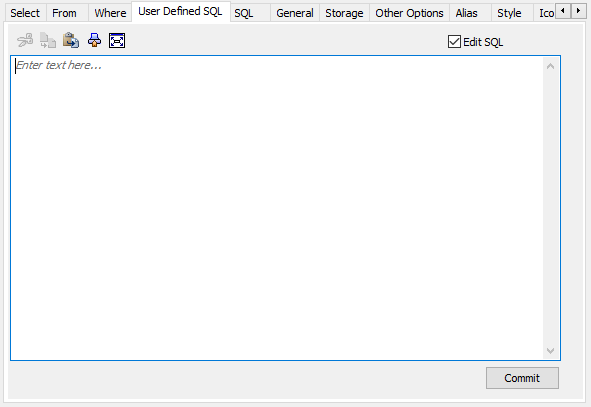 Select From Where User Defined SQL SQL General Storage Other Options Alias Style Ico
Edit SQL
Enter text here...
Commit